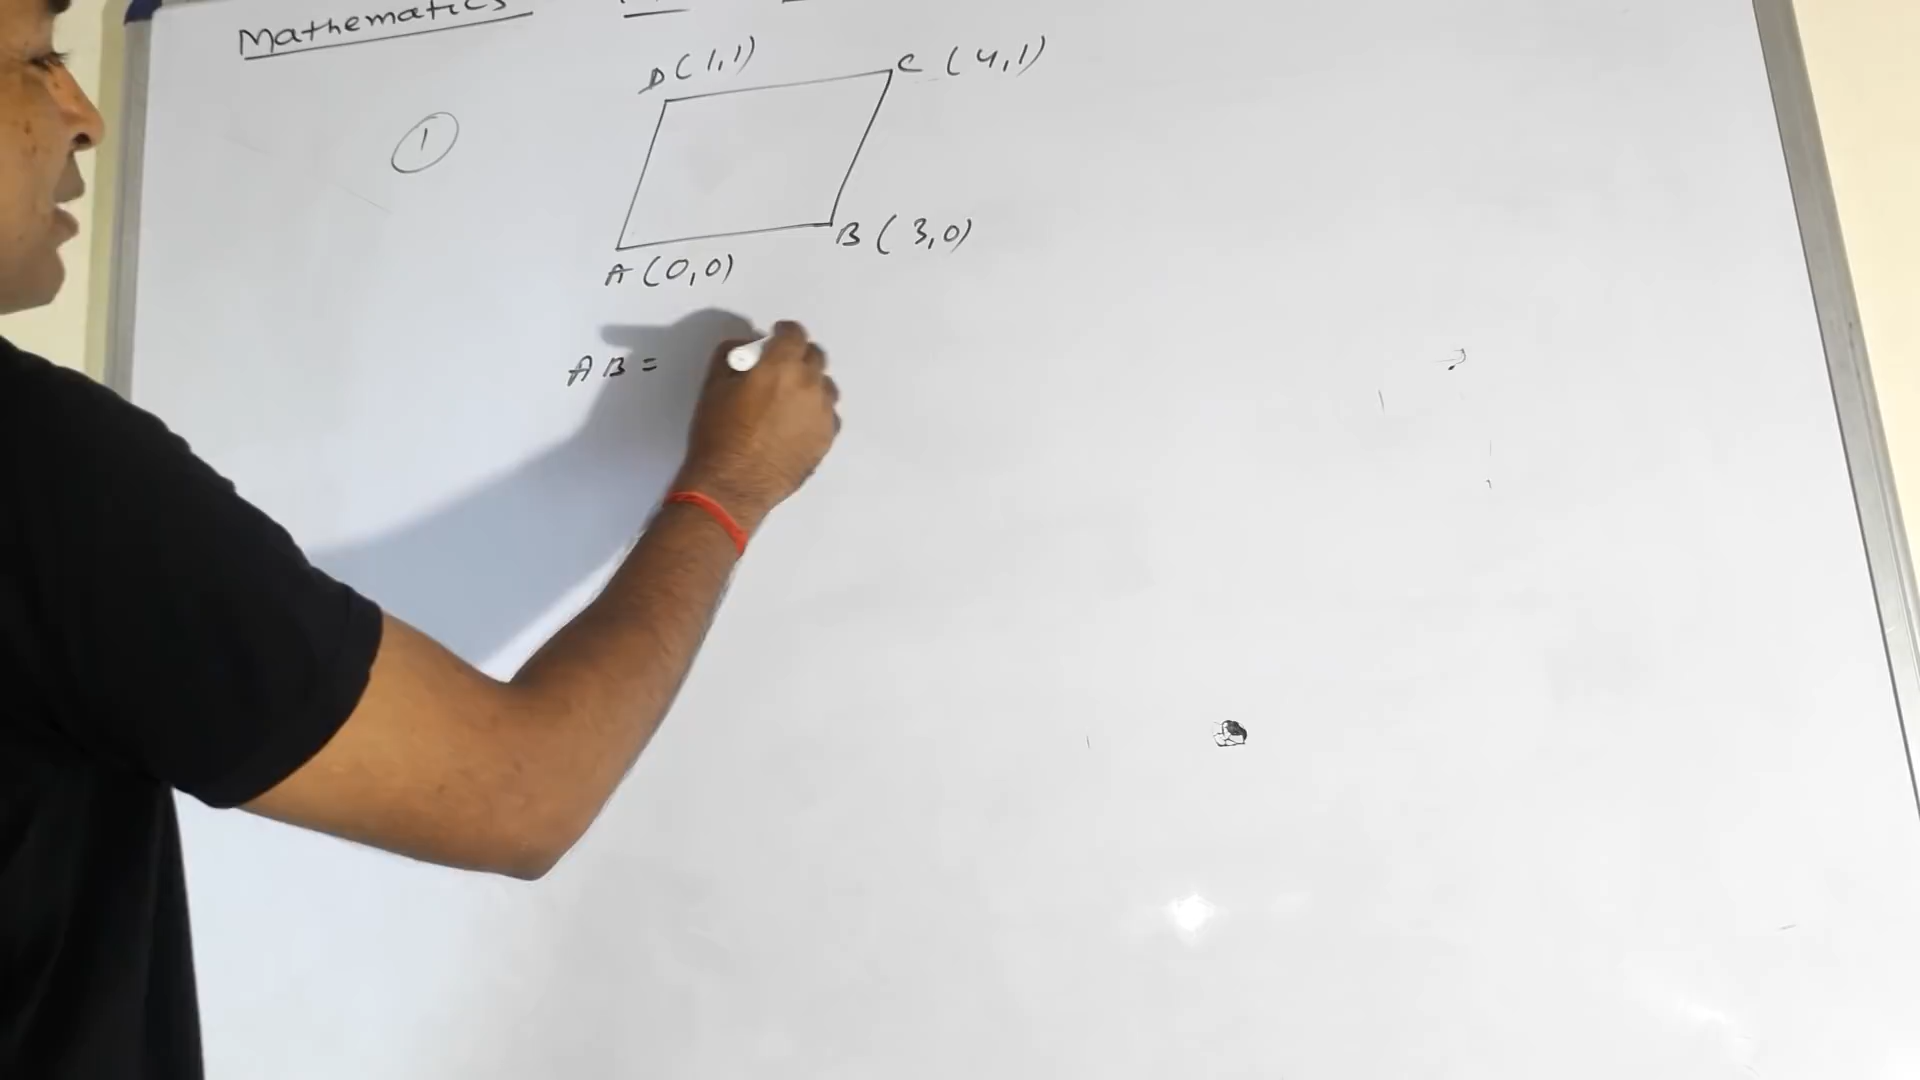 Mathematics
D(1,1)
C (4,1)
1
B (3,0)
A (0,0)
AB =